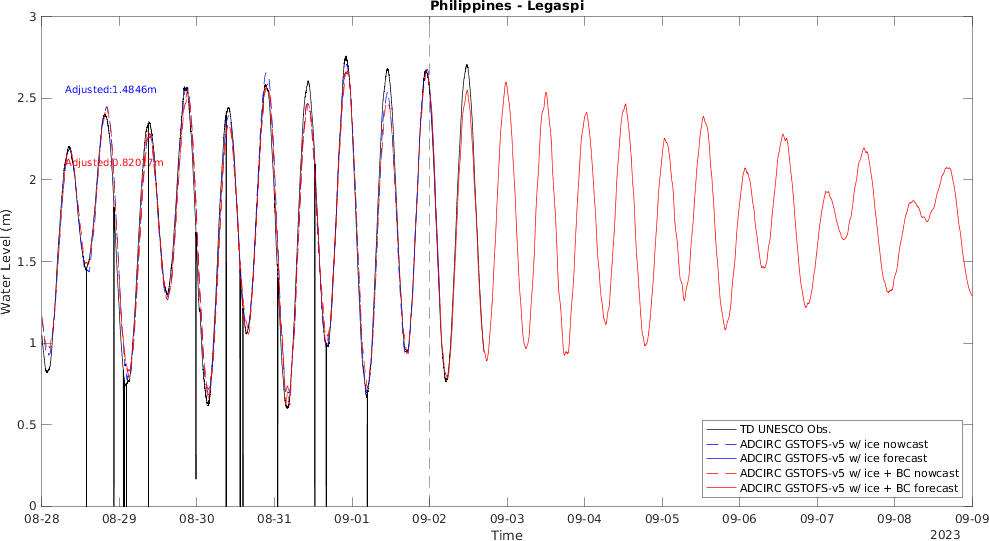 Philippines - Legaspi
3
2.5
2
1.5
1
0.5
0
Water Level (m)
Adjusted:1.4846m
Adjusted:0.82017m
TD UNESCO Obs.
ADCIRC GSTOFS-v5 w/ ice nowcast
ADCIRC GSTOFS-v5 w/ ice forecast
ADCIRC GSTOFS-v5 w/ ice + BC nowcast
ADCIRC GSTOFS-v5 w/ ice + BC forecast
08-28 08-29 08-30 08-31 09-01 09-02 09-03 09-04 09-05 09-06 09-07 09-08 09-09
Time
2023